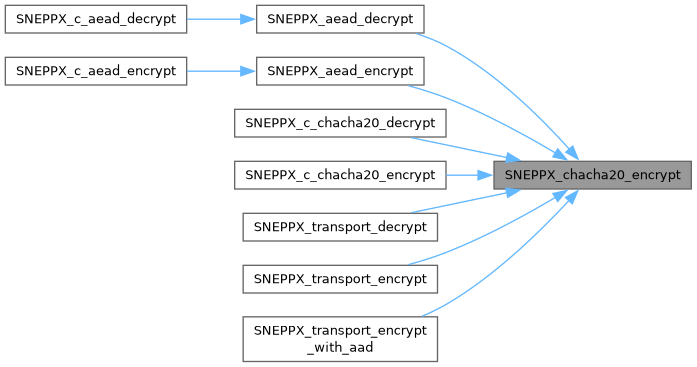 SNEPPX_c_aead_decrypt
SNEPPX_aead_decrypt
SNEPPX_c_aead_encrypt
SNEPPX_aead_encrypt
SNEPPX_c_chacha20_decrypt
SNEPPX_c_chacha20_encrypt
SNEPPX_chacha20_encrypt
SNEPPX_transport_decrypt
SNEPPX_transport_encrypt
SNEPPX_transport_encrypt
_with_aad